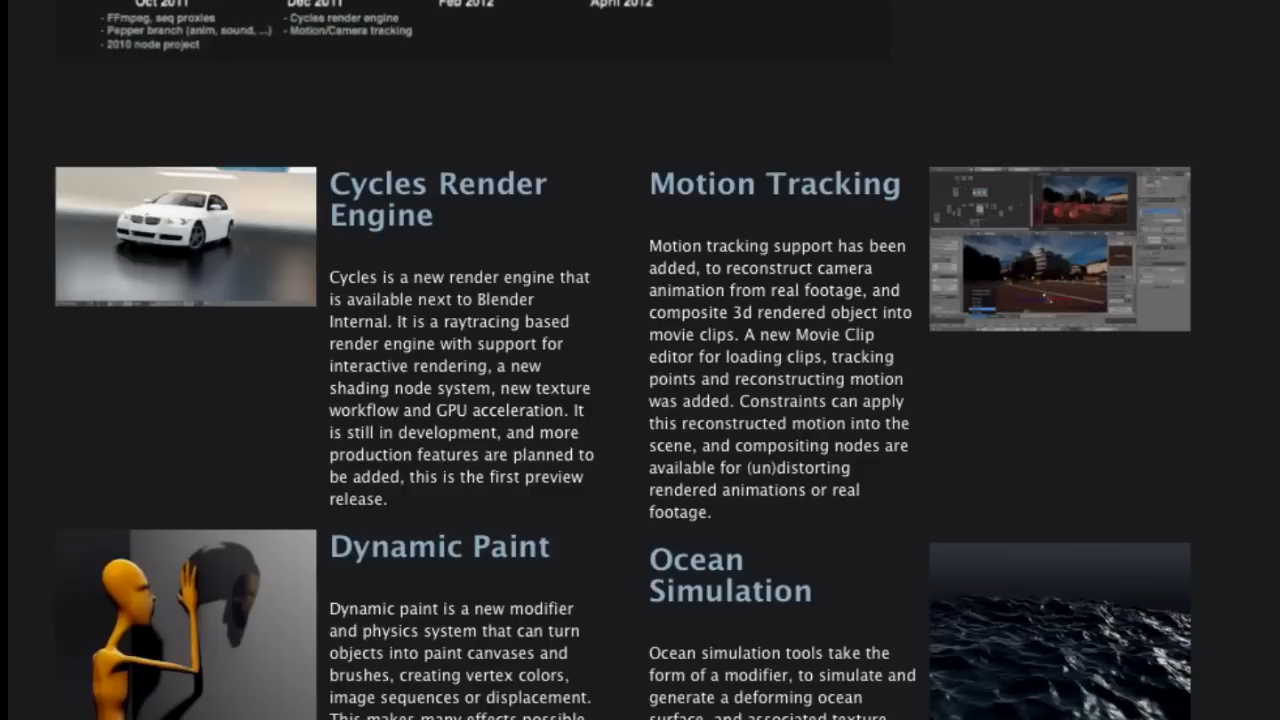 Oct 2011 Dec 2011 Feb 2012 April 2012
- FFmpeg, seq proxies
- Pepper branch (anim, sound, ...)
- 2010 node project
- Cycles render engine
- Motion/Camera tracking
Cycles Render
Engine
Cycles is a new render engine that
is available next to Blender
Internal. It is a raytracing based
render engine with support for
interactive rendering, a new
shading node system, new texture
workflow and GPU acceleration. It
is still in development, and more
production features are planned to
be added, this is the first preview
release.
Motion Tracking
Motion tracking support has been
added, to reconstruct camera
animation from real footage, and
composite 3d rendered object into
movie clips. A new Movie Clip
editor for loading clips, tracking
points and reconstructing motion
was added. Constraints can apply
this reconstructed motion into the
scene, and compositing nodes are
available for (un)distorting
rendered animations or real
footage.
Dynamic Paint
Dynamic paint is a new modifier
and physics system that can turn
objects into paint canvases and
brushes, creating vertex colors,
image sequences or displacement.
This makes many effects possible
Ocean
Simulation
Ocean simulation tools take the
form of a modifier, to simulate and
generate a deforming ocean
surface, and associated texture